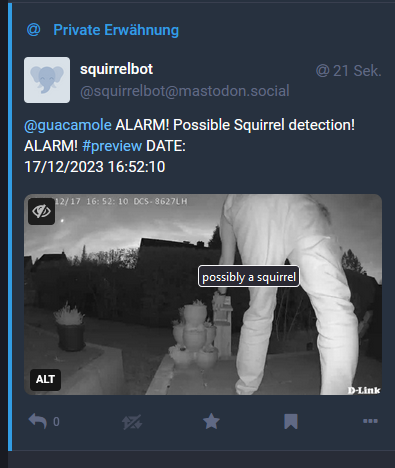 @ Private Erwähnung
squirrelbot
@squirrelbot@mastodon.social
@ 21 Sek.
@guacamole ALARM! Possible Squirrel detection!
ALARM! #preview DATE:
17/12/2023 16:52:10
12/17 16:52:10 DCS-8627LH
possibly a squirrel
ALT
D-Link
0